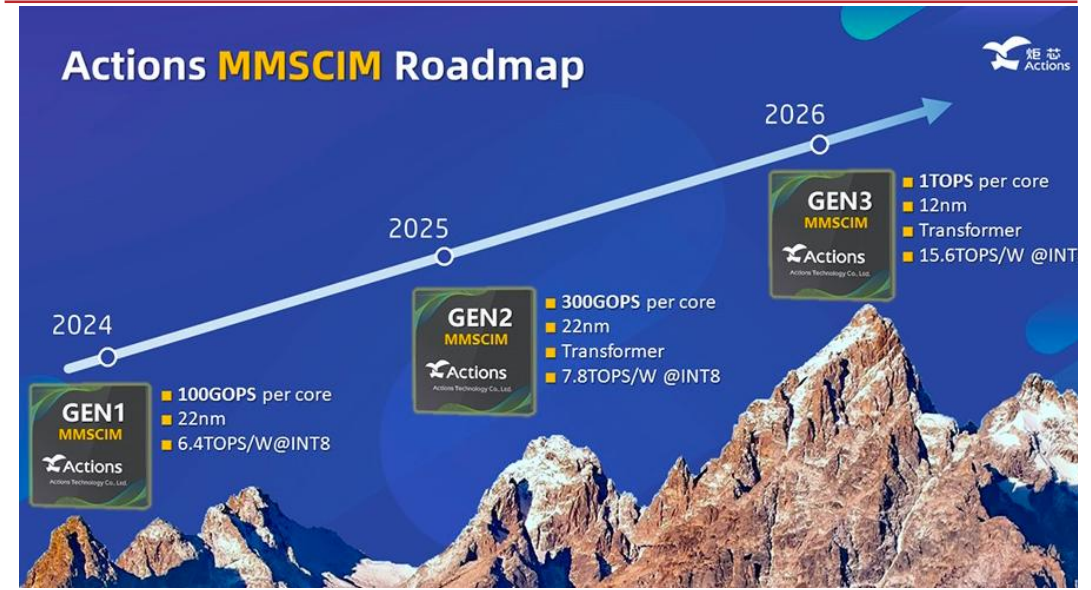 Actions MMSCIM Roadmap
炬芯
Actions
2026
GEN3
MMSCIM
Actions
Actions Technology Co., Ltd.
1TOPS per core
12nm
Transformer
15.6TOPS/W @INT
2025
GEN2
MMSCIM
Actions
Actions Technology Co., Ltd.
300GOPS per core
22nm
Transformer
7.8TOPS/W @INT8
2024
GEN1
MMSCIM
Actions
Actions Technology Co., Ltd.
100GOPS per core
22nm
6.4TOPS/W@INT8